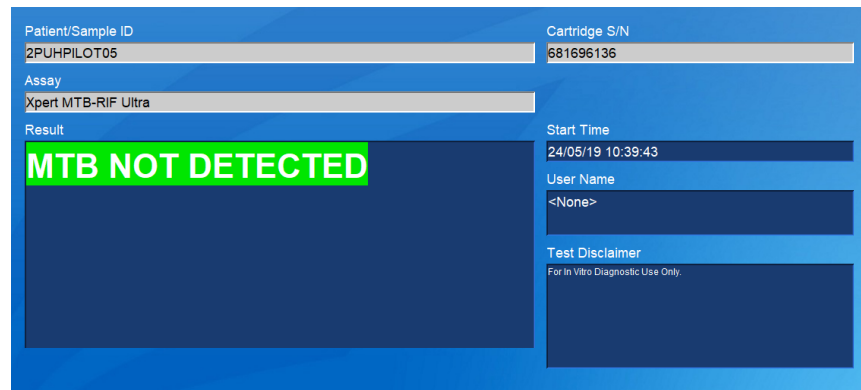 Patient/Sample ID
2PUHPILOT05
Cartridge S/N
681696136
Assay
Xpert MTB-RIF Ultra
Result
MTB NOT DETECTED
Start Time
24/05/19 10:39:43
User Name
<None>
Test Disclaimer
For In Vitro Diagnostic Use Only.